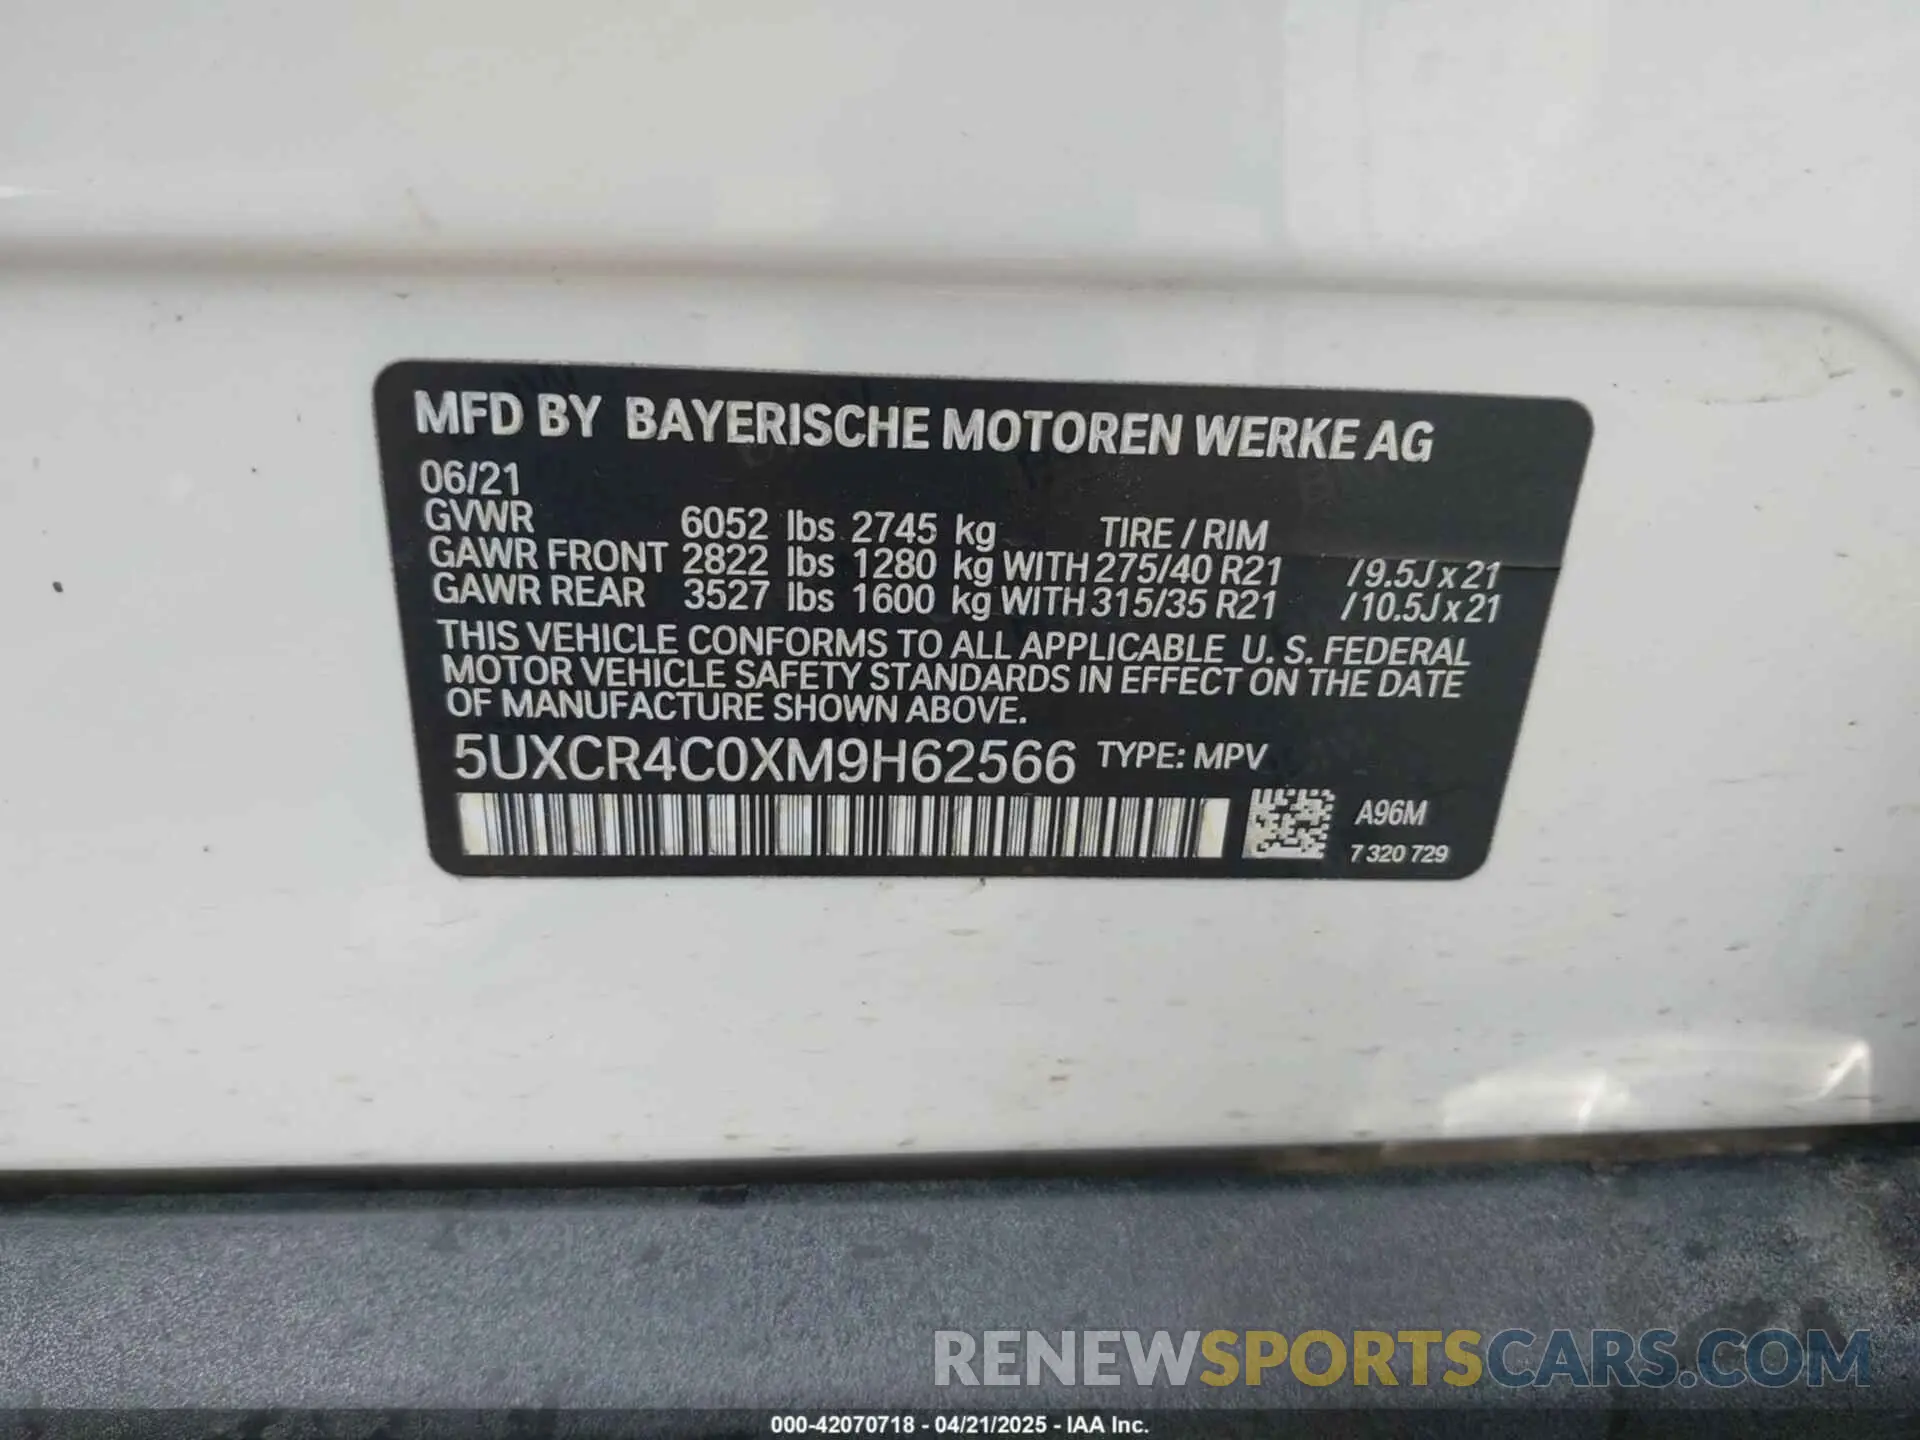 MFD BY BAYERISCHE MOTOREN WERKE AG
06/21
GVWR 6052 lbs 2745 kg TIRE / RIM
GAWR FRONT 2822 lbs 1280 kg WITH 275/40 R21 /9.5J x 21
GAWR REAR 3527 lbs 1600 kg WITH 315/35 R21 /10.5J x 21
THIS VEHICLE CONFORMS TO ALL APPLICABLE U. S. FEDERAL
MOTOR VEHICLE SAFETY STANDARDS IN EFFECT ON THE DATE
OF MANUFACTURE SHOWN ABOVE.
5UXCR4C0XM9H62566 TYPE: MPV
A96M
7 320 729
RENEWSPORTSCARS.COM
000-42070718 - 04/21/2025 - IAA Inc.